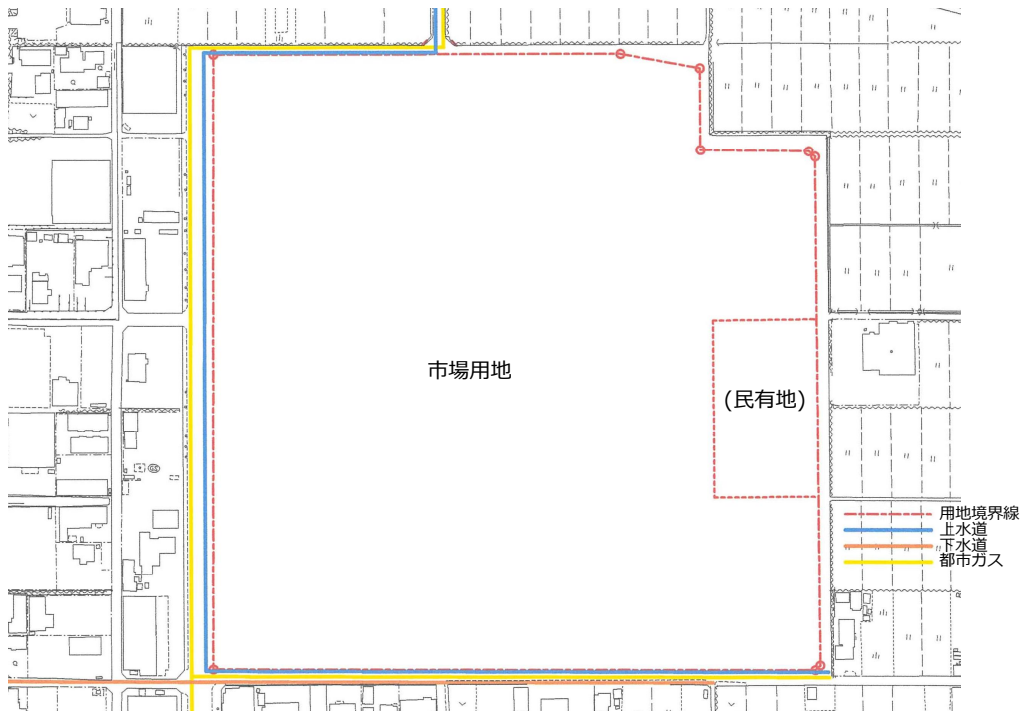 市場用地
(民有地)
用地境界線
上水道
下水道
都市ガス